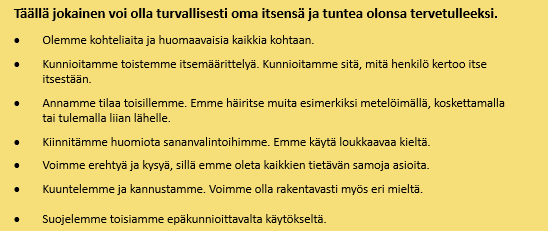 Täällä jokainen voi olla turvallisesti oma itsensä ja tuntea olonsa tervetulleeksi.
• Olemme kohteliaita ja huomaavaisia kaikkia kohtaan.
• Kunnioitamme toistemme itsemäärittelyä. Kunnioitamme sitä, mitä henkilö kertoo itse
itsestään.
• Annamme tilaa toisillemme. Emme häiritse muita esimerkiksi metelöimällä, koskettamalla
tai tulemalla liian lähelle.
• Kiinnitämme huomiota sananvalintoihimme. Emme käytä loukkaavaa kieltä.
• Voimme erehtyä ja kysyä, sillä emme oleta kaikkien tietävän samoja asioita.
• Kuuntelemme ja kannustamme. Voimme olla rakentavasti myös eri mieltä.
• Suojelemme toisiamme epäkunnioittavalta käytökseltä.